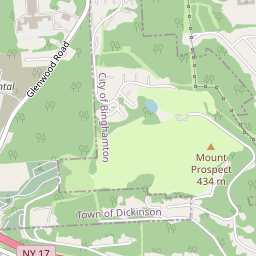 Glenwood Road
City of Binghamton
ntal
Mount
Prospect
434 m
Town of Dickinson
NY 17